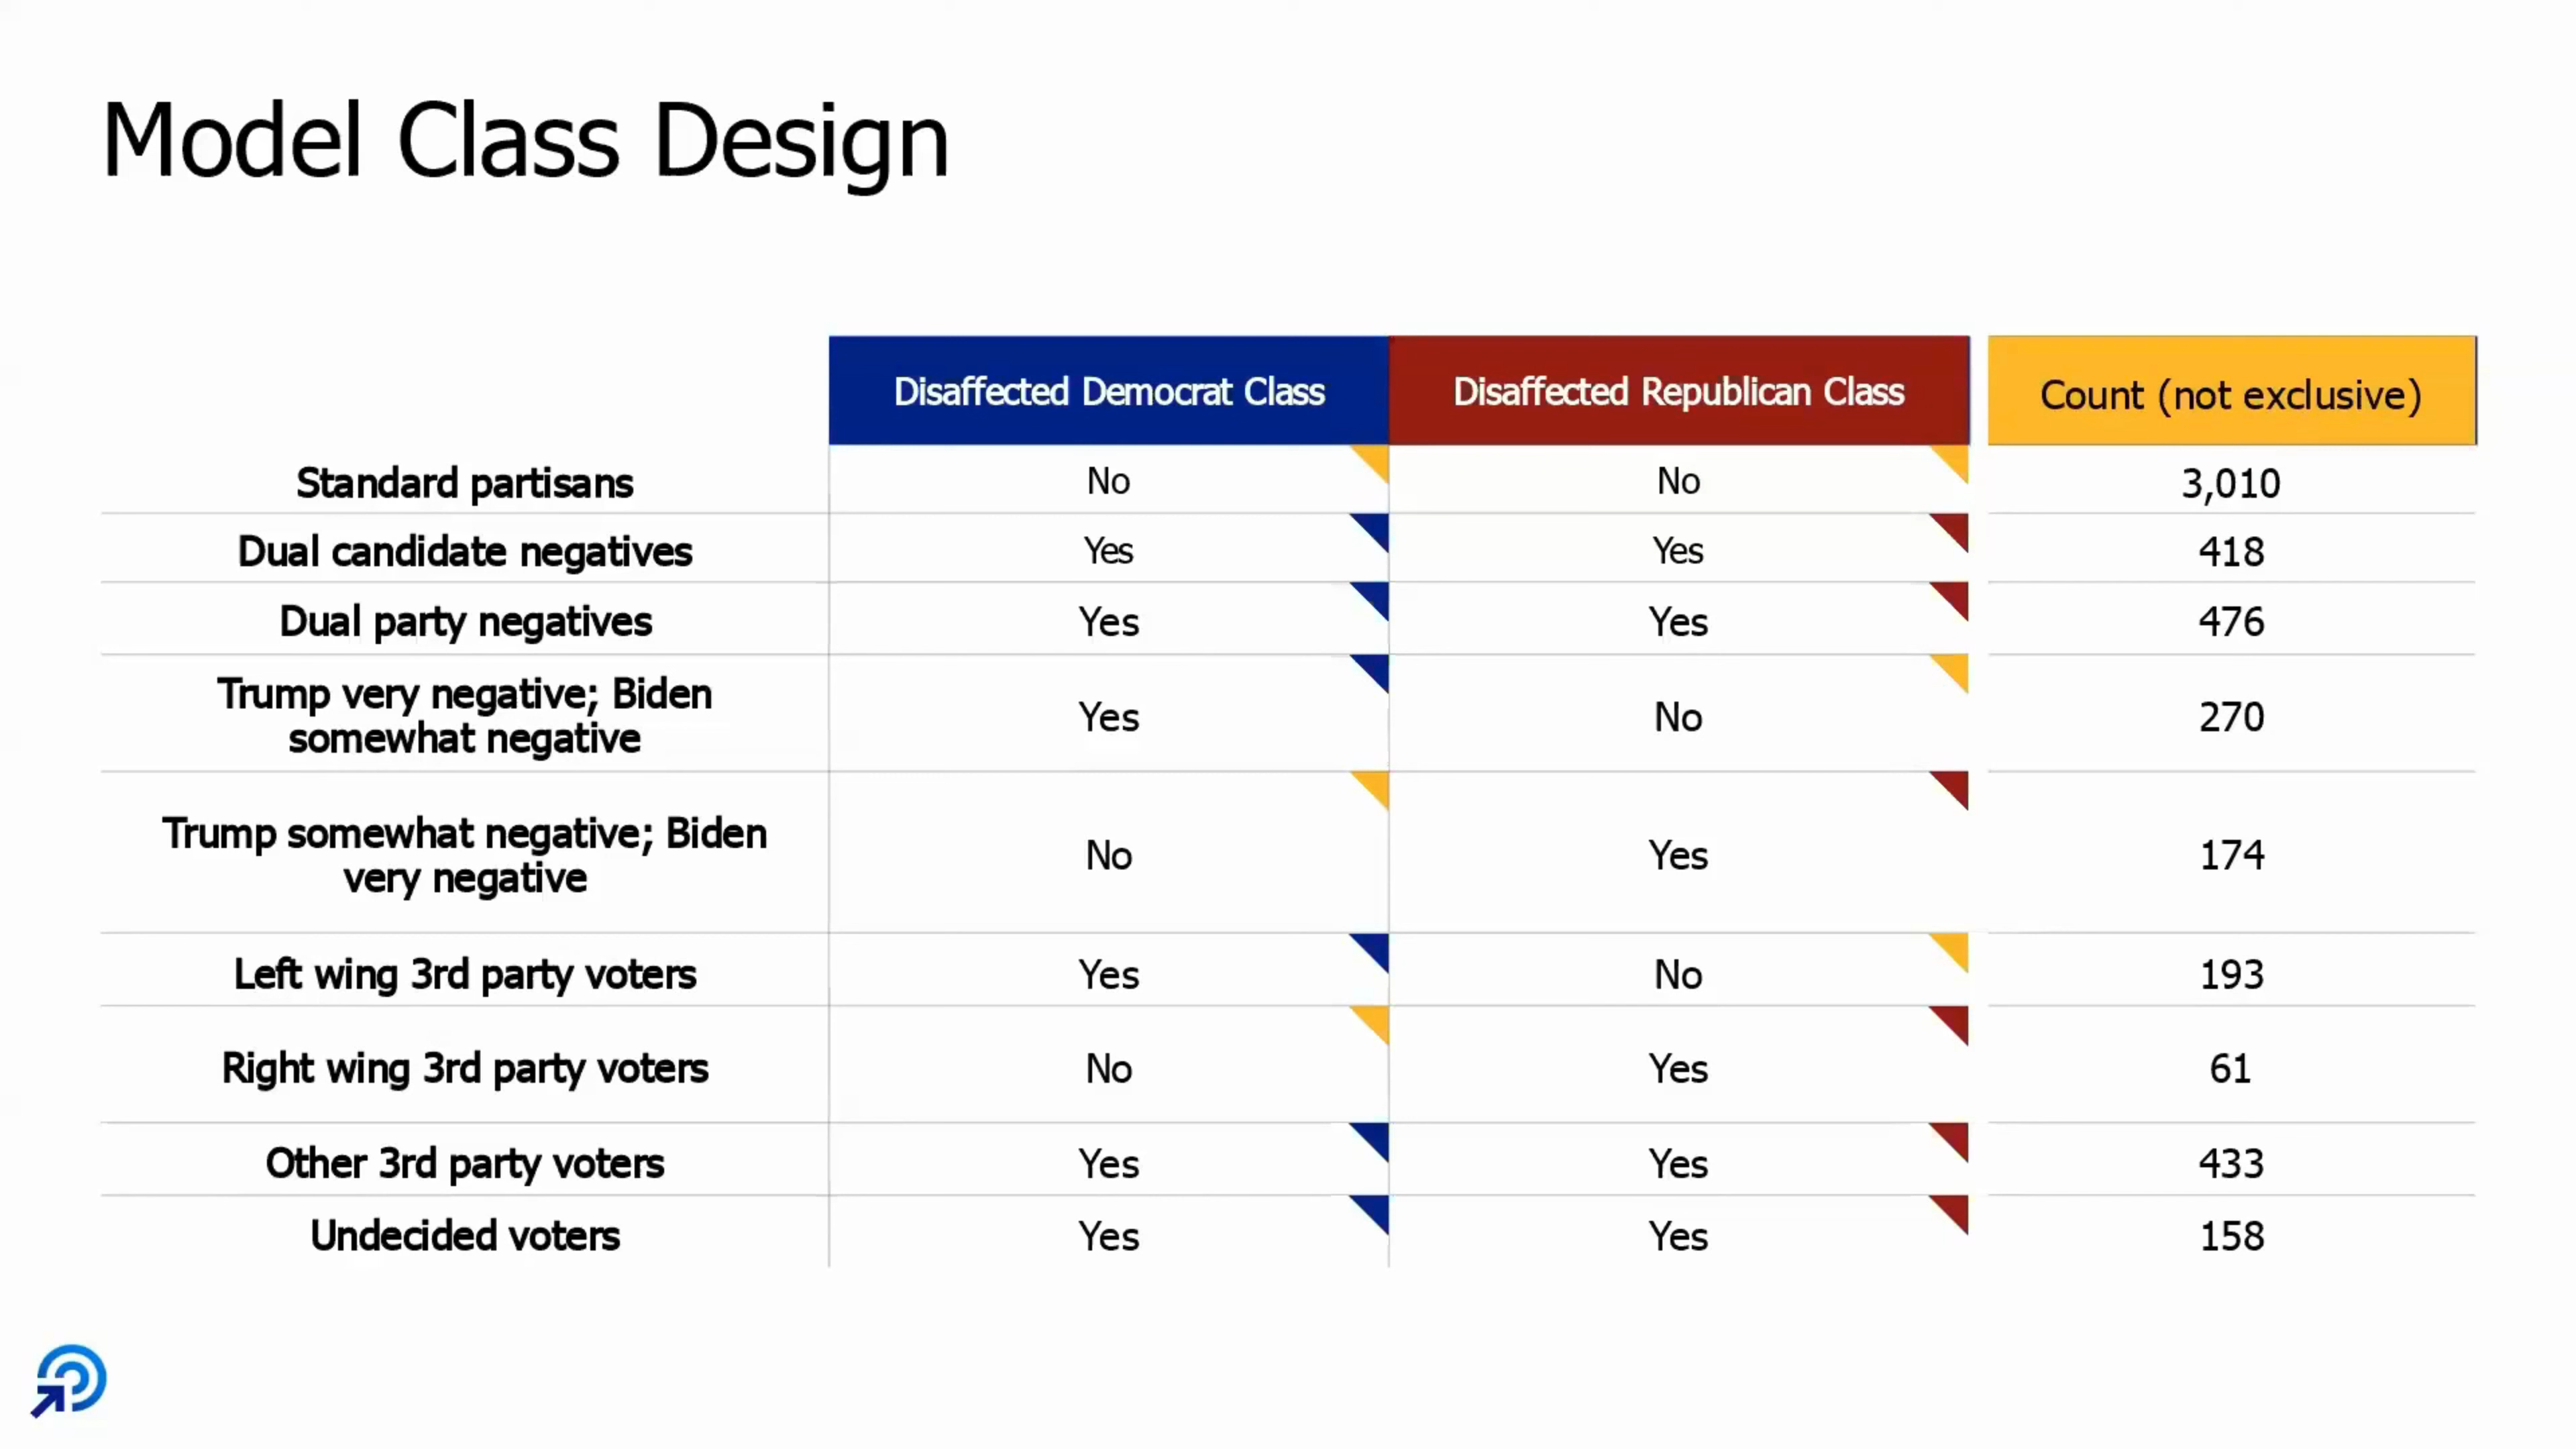 Model Class Design
Disaffected Democrat Class Disaffected Republican Class Count (not exclusive)
Standard partisans No No 3,010
Dual candidate negatives Yes Yes 418
Dual party negatives Yes Yes 476
Trump very negative; Biden
somewhat negative Yes No 270
Trump somewhat negative; Biden
very negative No Yes 174
Left wing 3rd party voters Yes No 193
Right wing 3rd party voters No Yes 61
Other 3rd party voters Yes Yes 433
Undecided voters Yes Yes 158